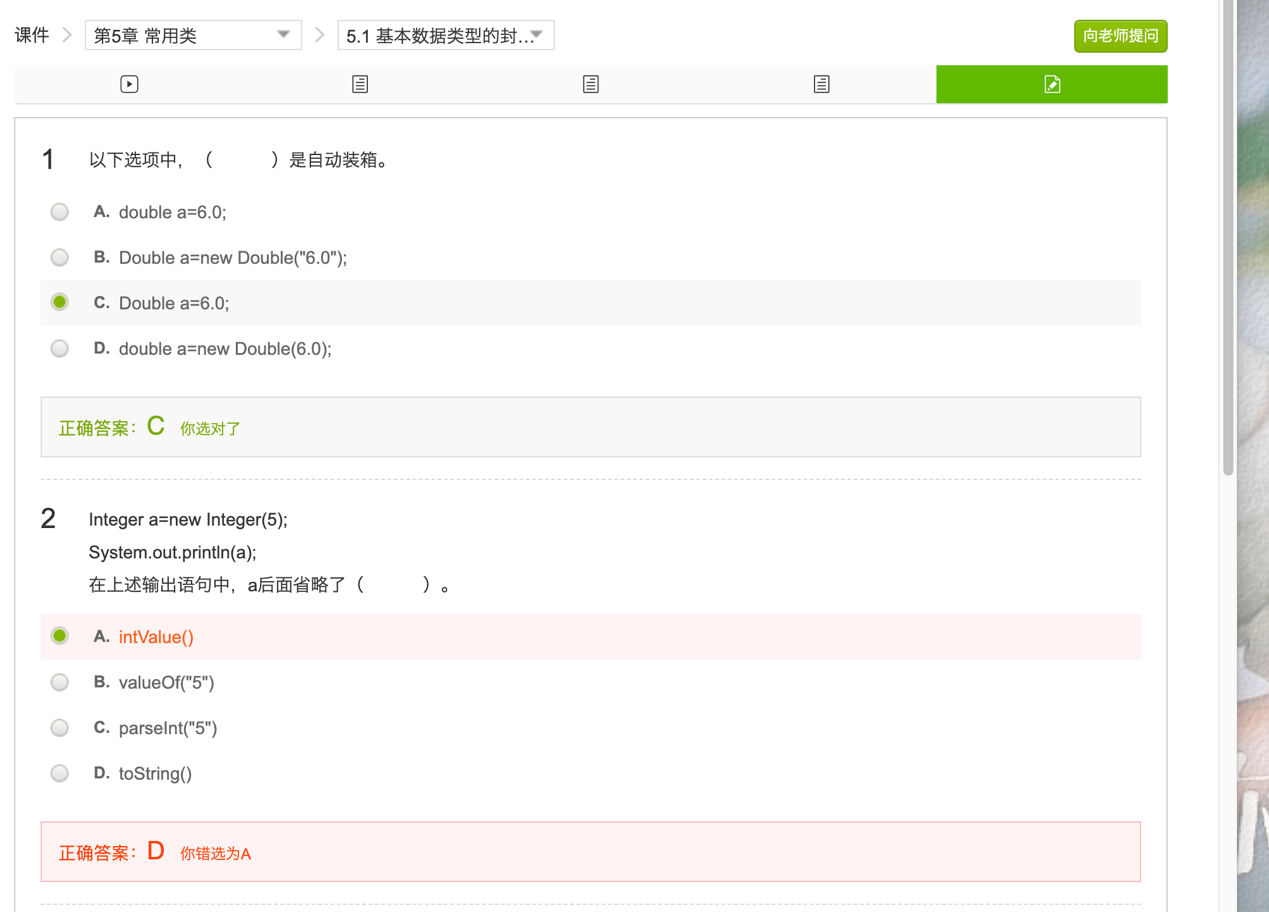 课件
第5章 常用类
5.1 基本数据类型的封...
向老师提问
1 以下选项中，（ ）是自动装箱。
A. double a=6.0;
B. Double a=new Double("6.0");
C. Double a=6.0;
D. double a=new Double(6.0);
正确答案：C 你选对了
2 Integer a=new Integer(5);
System.out.println(a);
在上述输出语句中，a后面省略了（ ）。
A. intValue()
B. valueOf("5")
C. parseInt("5")
D. toString()
正确答案：D 你错选为A